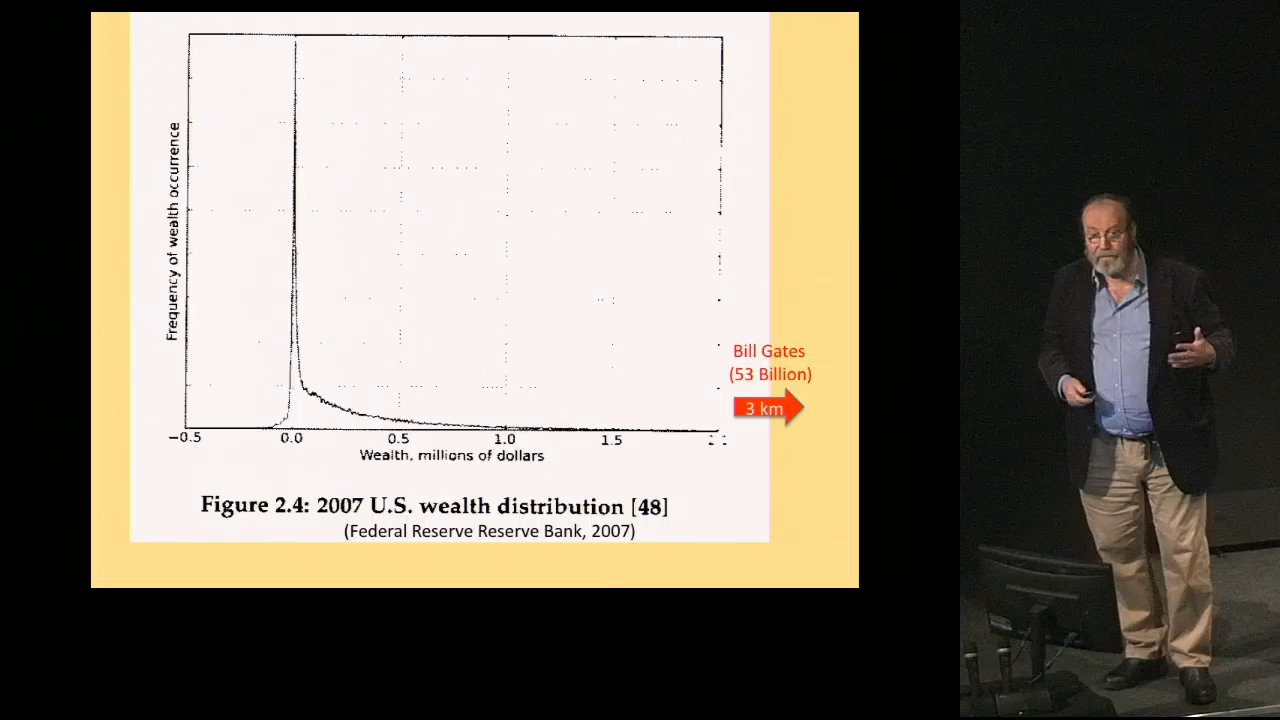 Frequency of wealth occurrence
Bill Gates
(53 Billion)
3 km
−0.5 0.0 0.5 1.0 1.5
Wealth, millions of dollars
Figure 2.4: 2007 U.S. wealth distribution [48]
(Federal Reserve Reserve Bank, 2007)